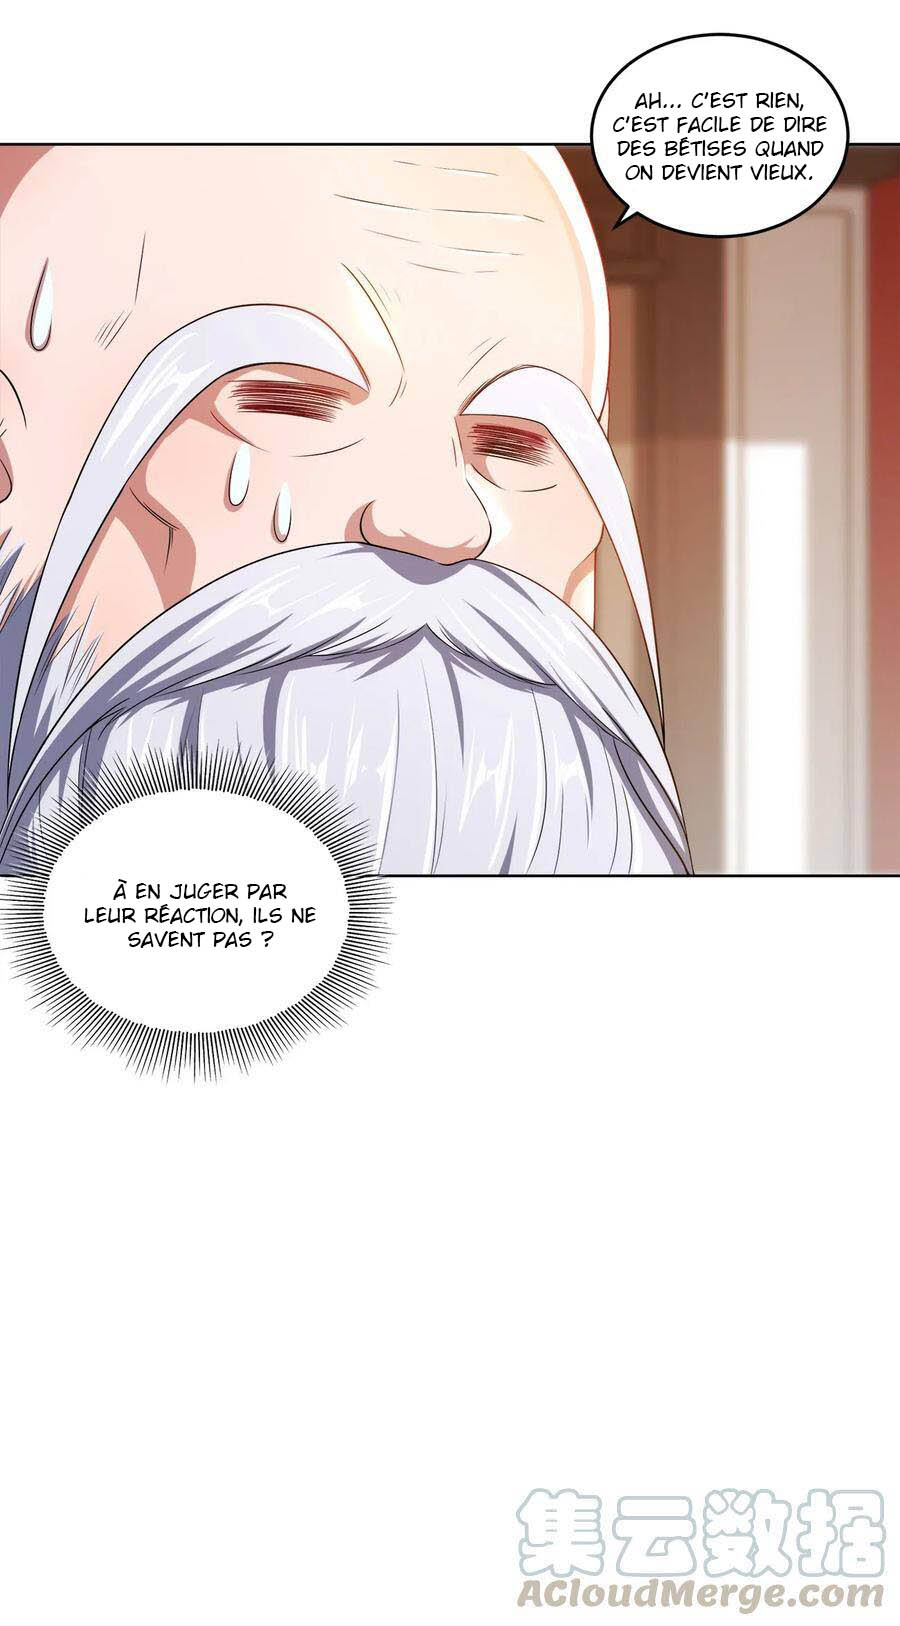 AH... C'EST RIEN,
C'EST FACILE DE DIRE
DES BÊTISES QUAND
ON DEVIENT VIEUX.
À EN JUGER PAR
LEUR RÉACTION, ILS NE
SAVENT PAS ?
集云数据
ACloudMerge.com